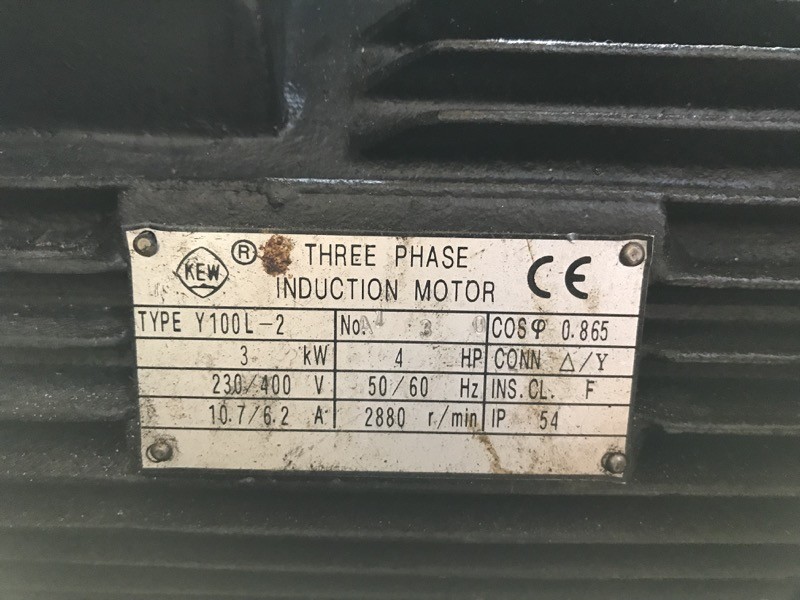 KEW ® THREE PHASE CE
INDUCTION MOTOR
TYPE Y100L-2 No. COSφ 0.865
3 kW 4 HP CONN △/Y
230/400 V 50/60 Hz INS.CL. F
10.7/6.2 A 2880 r/min IP 54